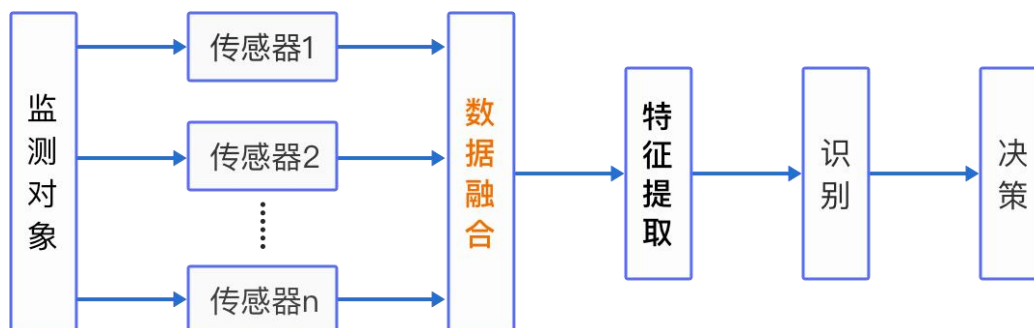 监测对象
传感器1
传感器2
传感器n
数据融合
特征提取
识别
决策